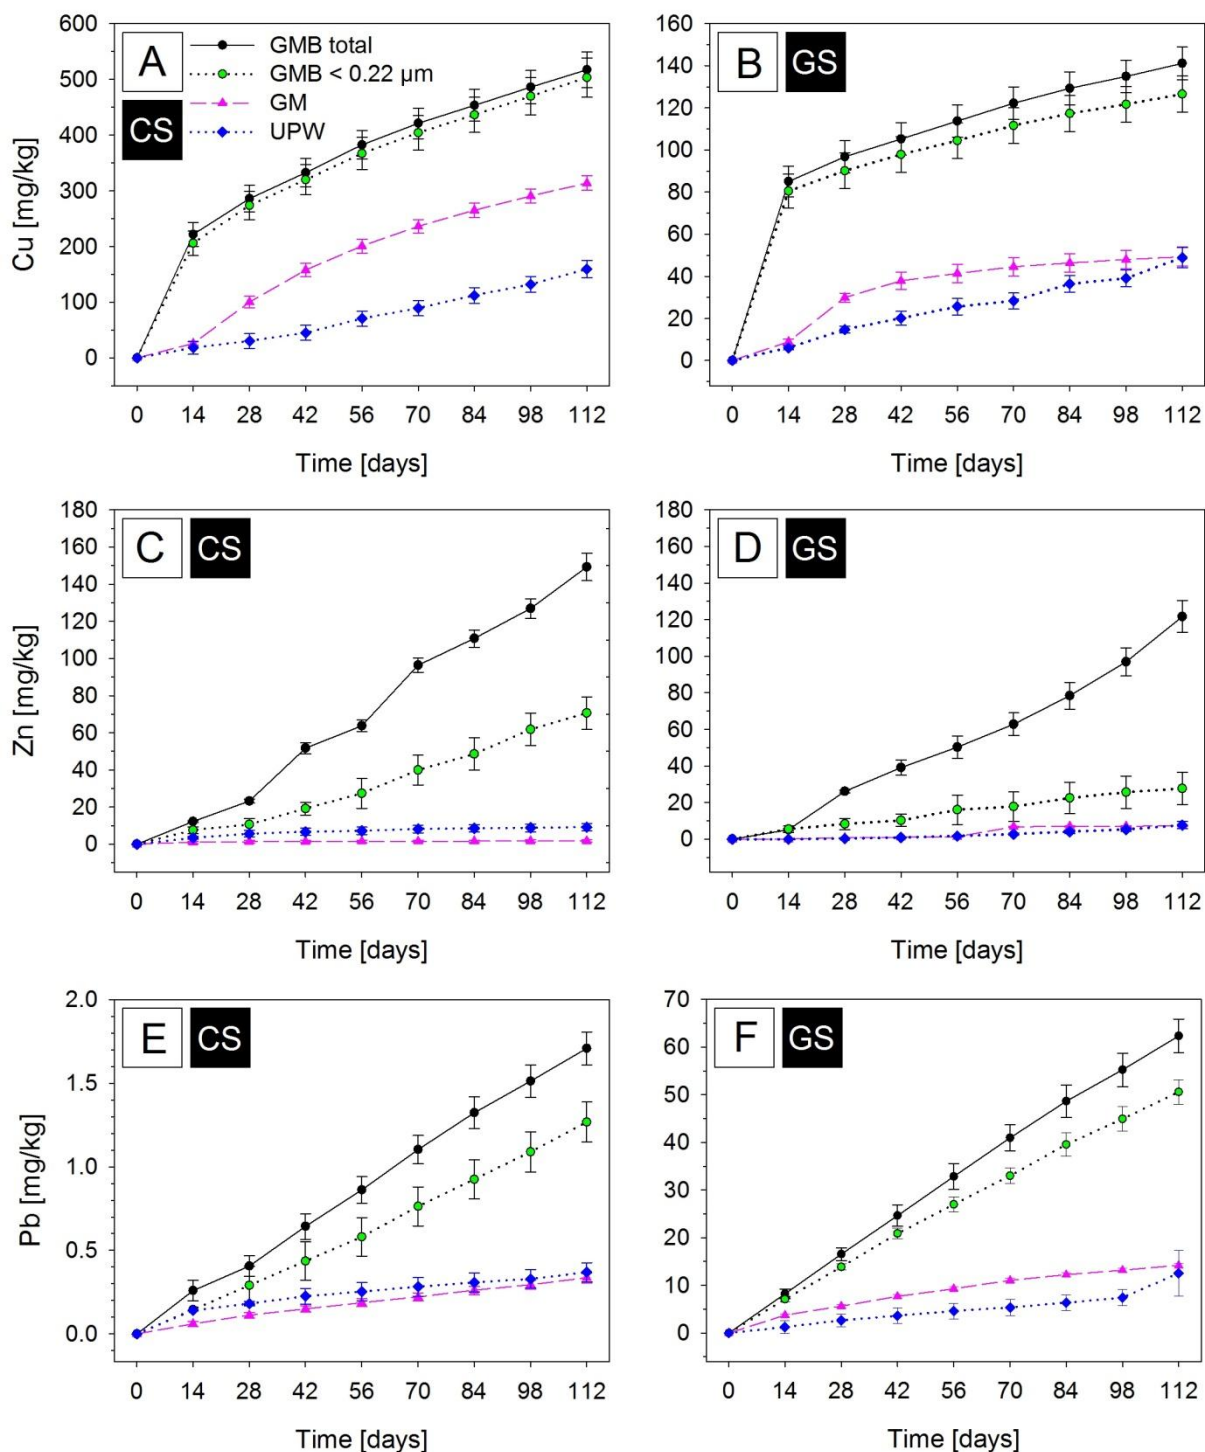 A
CS
GMB total
GMB < 0.22 µm
GM
UPW
Cu [mg/kg]
600
500
400
300
200
100
0
0 14 28 42 56 70 84 98 112
Time [days]
B GS
160
140
120
100
80
60
40
20
0
0 14 28 42 56 70 84 98 112
Time [days]
C CS
Zn [mg/kg]
180
160
140
120
100
80
60
40
20
0
0 14 28 42 56 70 84 98 112
Time [days]
D GS
180
160
140
120
100
80
60
40
20
0
0 14 28 42 56 70 84 98 112
Time [days]
E CS
Pb [mg/kg]
2.0
1.5
1.0
0.5
0.0
0 14 28 42 56 70 84 98 112
Time [days]
F GS
70
60
50
40
30
20
10
0
0 14 28 42 56 70 84 98 112
Time [days]